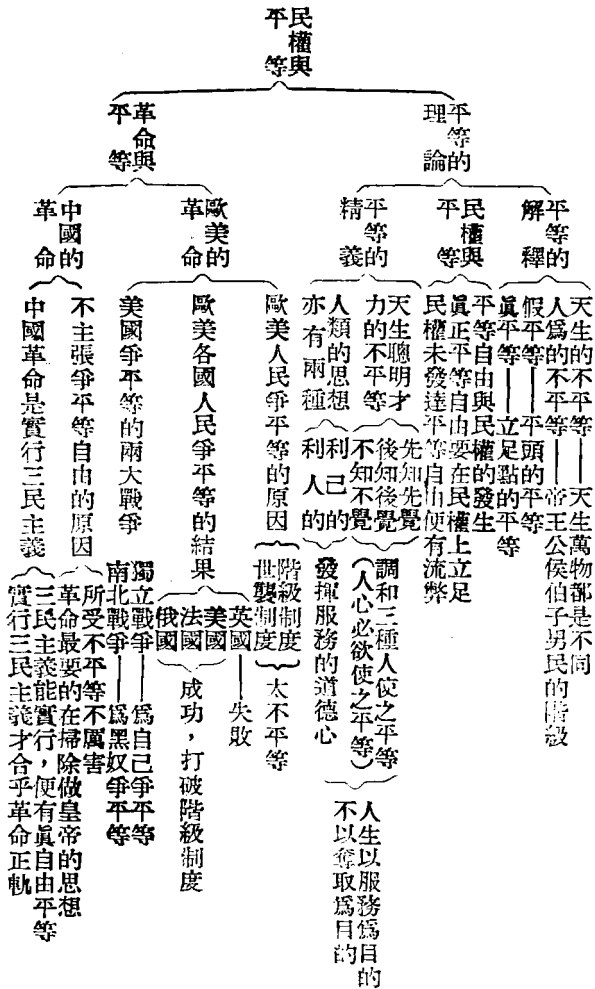 民權與
平等
平等的
理論
平等的
解釋
天生的不平等——天生萬物都是不同
人爲的不平等——帝王公侯伯子男民的階級
假平等——平頭的平等
眞平等——立足點的平等
民權與
平等
平等自由與民權的發生
眞正平等自由要在民權上立足
民權未發達平等自由便有流弊
平等的
精義
天生聰明才
力的不平等
先知先覺
後知後覺
不知不覺
調和三種人使之平等
(人心必欲使之平等)
人類的思想
亦有兩種
利己的
利人的
發揮服務的道德心
人生以服務爲目的
不以奪取爲目的
革命與
平等
歐美的
革命
歐美人民爭平等的原因
階級制度
世襲制度
太不平等
歐美各國人民爭平等的結果
英國——失敗
美國
法國
俄國
成功，打破階級制度
美國爭平等的兩大戰爭
獨立戰爭——爲自己爭平等
南北戰爭——爲黑奴爭平等
中國的
革命
不主張爭平等自由的原因
所受不平等不厲害
革命最要的在掃除做皇帝的思想
中國革命是實行三民主義
三民主義能實行，便有眞自由平等
實行三民主義才合乎革命正軌